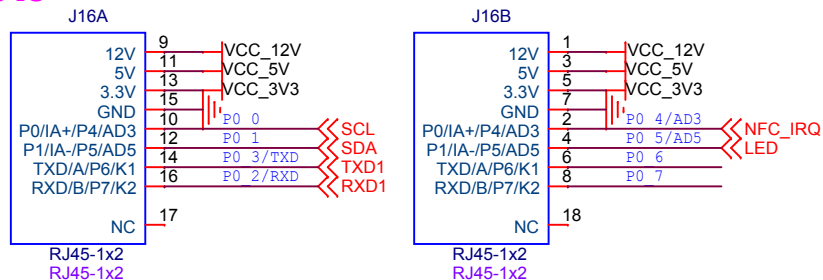 J16A
12V 9 VCC_12V
5V 11 VCC_5V
3.3V 13 VCC_3V3
GND 15
P0/IA+/P4/AD3 10 P0_0 SCL
P1/IA-/P5/AD5 12 P0_1 SDA
TXD/A/P6/K1 14 P0_3/TXD TXD1
RXD/B/P7/K2 16 P0_2/RXD RXD1
NC 17
RJ45-1x2
RJ45-1x2
J16B
12V 1 VCC_12V
5V 3 VCC_5V
3.3V 5 VCC_3V3
GND 7
P0/IA+/P4/AD3 2 P0_4/AD3 NFC_IRQ
P1/IA-/P5/AD5 4 P0_5/AD5 LED
TXD/A/P6/K1 6 P0_6
RXD/B/P7/K2 8 P0_7
NC 18
RJ45-1x2
RJ45-1x2